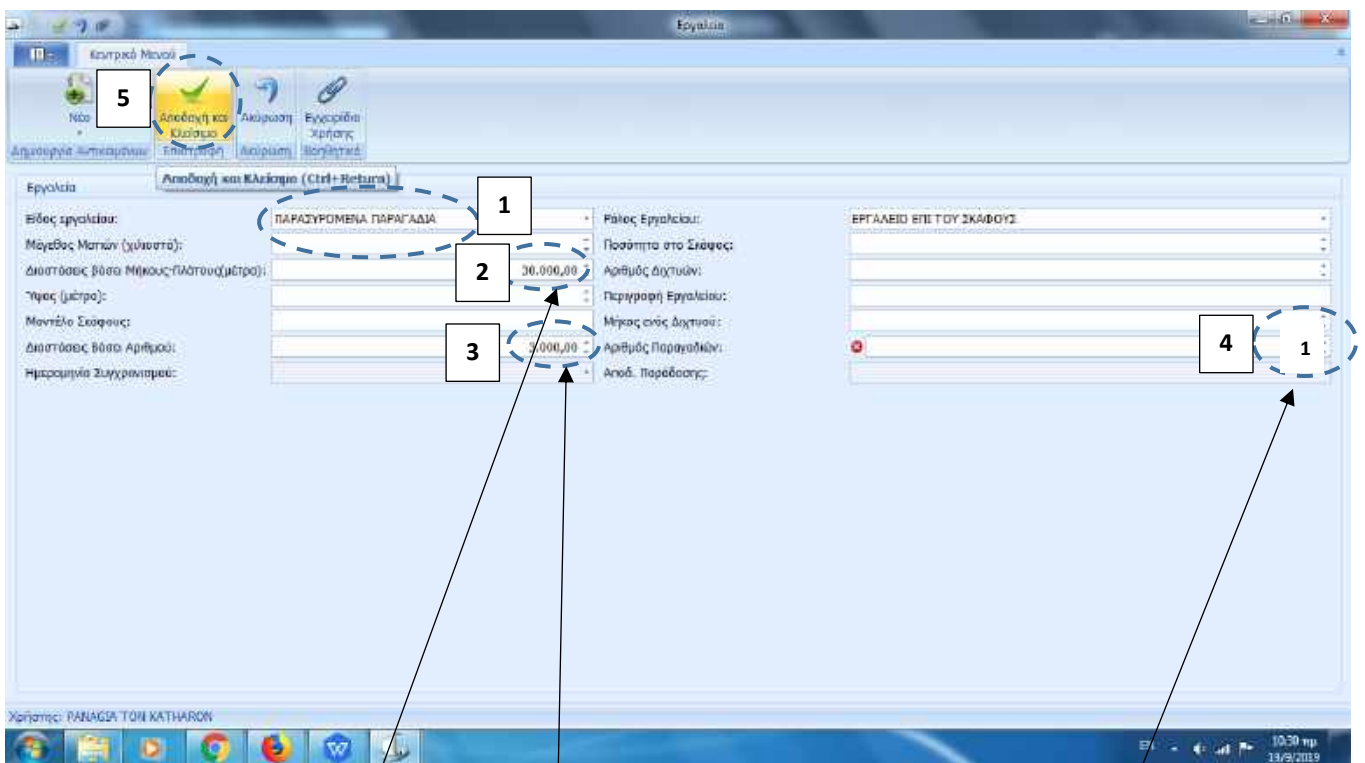 Εργαλεία
Κεντρικό Μενού
5
Νέο
Αποδοχή και Κλείσιμο
Ακύρωση
Εγχειρίδια Χρήσης
Δημιουργία Αντικειμένων
Επιστροφή
Ακύρωση
Βοηθητικά
Αποδοχή και Κλείσιμο (Ctrl+Return)
Εργαλεία
1
Είδος εργαλείου: ΠΑΡΑΣΥΡΟΜΕΝΑ ΠΑΡΑΓΑΔΙΑ
Ρόλος Εργαλείου: ΕΡΓΑΛΕΙΟ ΕΠΙ ΤΟΥ ΣΚΑΦΟΥΣ
Μέγεθος Ματιών (χιλιοστά):
Ποσότητα στο Σκάφος:
Διαστάσεις βάσει Μήκους-Πλάτους(μέτρα): 2 30.000,00
Αριθμός Διχτυών:
Ύψος (μέτρα):
Περιγραφή Εργαλείου:
Μοντέλο Σκάφους:
Μήκος ενός Διχτυού:
Διαστάσεις Βάσει Αριθμού: 3 3.000,00
Αριθμός Παραγαδιών: 4 1
Ημερομηνία Συγχρονισμού:
Αποδ. Παράδοσης:
Χρήστης: PANAGIA TON KATHARON
10:30 πμ
19/9/2019